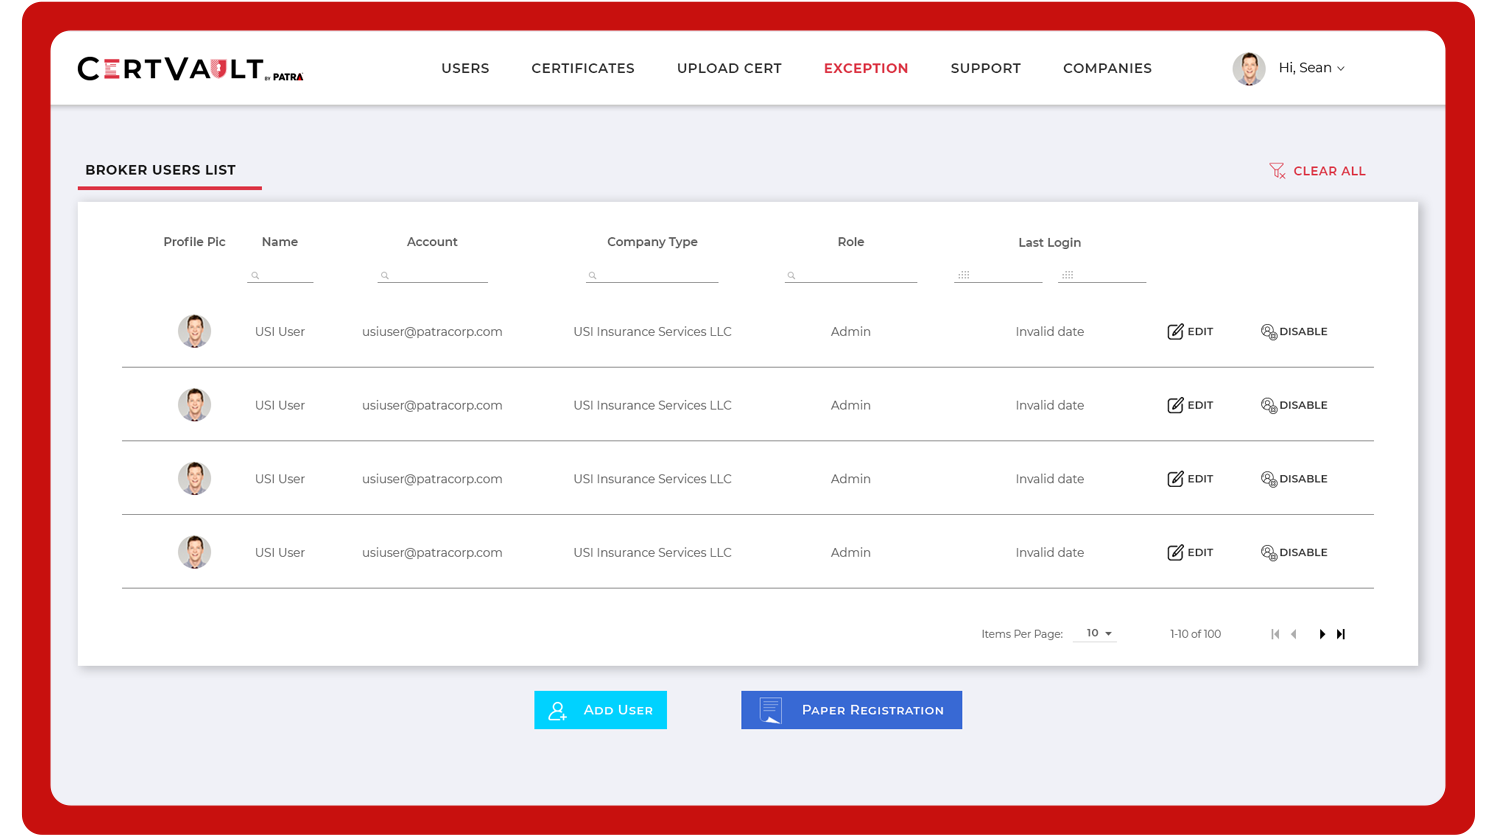 CERTVAULT BY PATRA
USERS CERTIFICATES UPLOAD CERT EXCEPTION SUPPORT COMPANIES Hi, Sean
BROKER USERS LIST CLEAR ALL
Profile Pic Name Account Company Type Role Last Login
USI User usiuser@patracorp.com USI Insurance Services LLC Admin Invalid date EDIT DISABLE
USI User usiuser@patracorp.com USI Insurance Services LLC Admin Invalid date EDIT DISABLE
USI User usiuser@patracorp.com USI Insurance Services LLC Admin Invalid date EDIT DISABLE
USI User usiuser@patracorp.com USI Insurance Services LLC Admin Invalid date EDIT DISABLE
Items Per Page: 10 1-10 of 100
ADD USER PAPER REGISTRATION